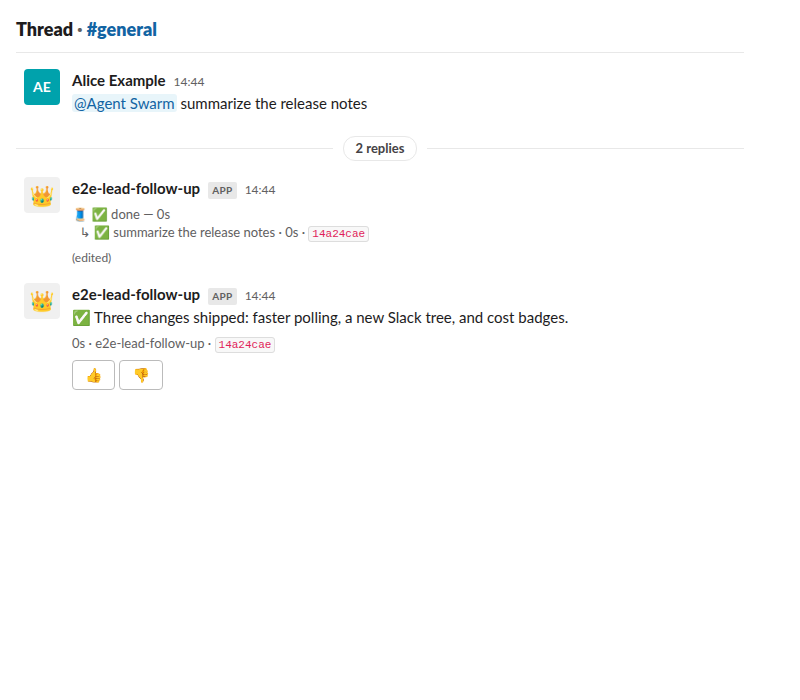 Thread • #general
AE
Alice Example 14:44
@Agent Swarm summarize the release notes
2 replies
e2e-lead-follow-up APP 14:44
🧵 ✅ done — 0s
↳ ✅ summarize the release notes · 0s · 14a24cae
(edited)
e2e-lead-follow-up APP 14:44
✅ Three changes shipped: faster polling, a new Slack tree, and cost badges.
0s · e2e-lead-follow-up · 14a24cae
👍 👎